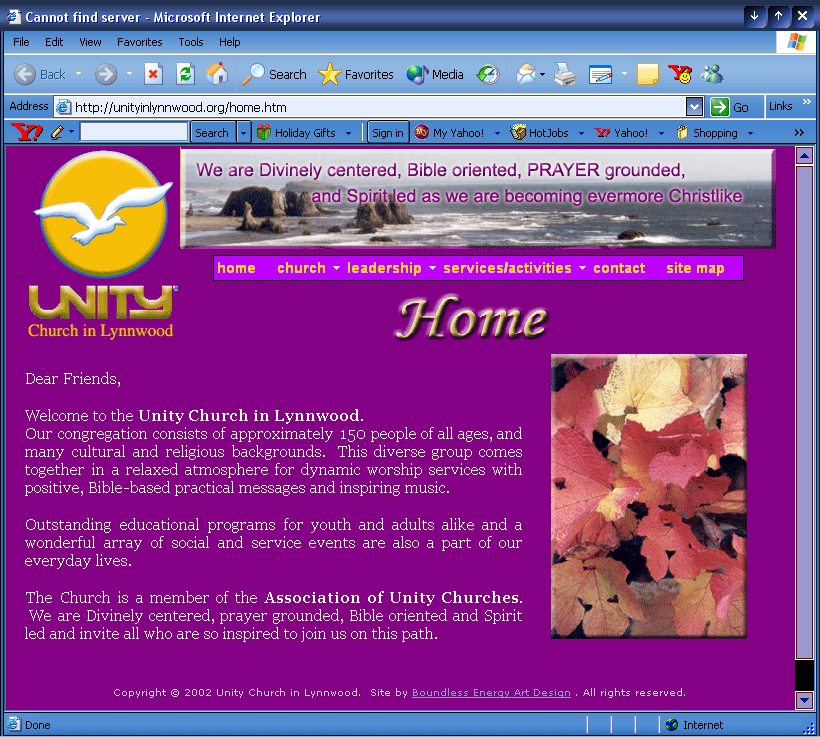 Cannot find server - Microsoft Internet Explorer
File Edit View Favorites Tools Help
Back Search Favorites Media
Address http://unityinlynnwood.org/home.htm Go Links »
Y! Search Holiday Gifts Sign in My Yahoo! HotJobs Yahoo! Shopping »
We are Divinely centered, Bible oriented, PRAYER grounded,
and Spirit led as we are becoming evermore Christlike
home church leadership services/activities contact site map
UNITY
Church in Lynnwood
Home
Dear Friends,
Welcome to the Unity Church in Lynnwood.
Our congregation consists of approximately 150 people of all ages, and
many cultural and religious backgrounds. This diverse group comes
together in a relaxed atmosphere for dynamic worship services with
positive, Bible-based practical messages and inspiring music.
Outstanding educational programs for youth and adults alike and a
wonderful array of social and service events are also a part of our
everyday lives.
The Church is a member of the Association of Unity Churches.
We are Divinely centered, prayer grounded, Bible oriented and Spirit
led and invite all who are so inspired to join us on this path.
Copyright © 2002 Unity Church in Lynnwood. Site by Boundless Energy Art Design . All rights reserved.
Done Internet